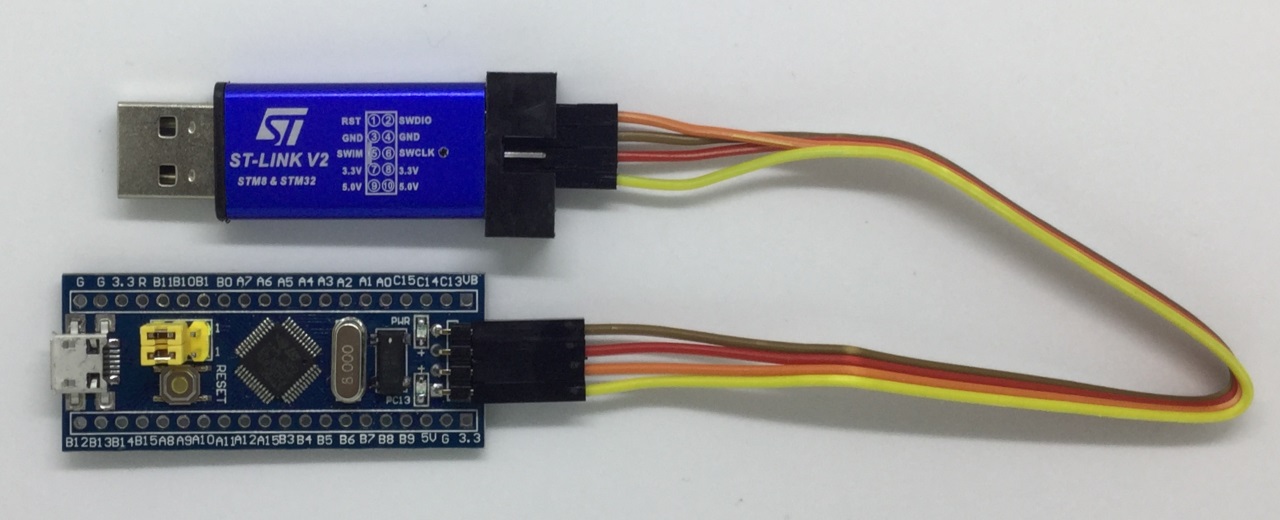 ST
ST-LINK V2
STM8 & STM32
RST 1 2 SWDIO
GND 3 4 GND
SWIM 5 6 SWCLK
3.3V 7 8 3.3V
5.0V 9 10 5.0V
G G 3.3 R B11 B10 B1 B0 A7 A6 A5 A4 A3 A2 A1 A0 C15 C14 C13 VB
PWR
1
1
8.000
RESET
PC13
B12 B13 B14 B15 A8 A9 A10 A11 A12 A15 B3 B4 B5 B6 B7 B8 B9 5V G 3.3